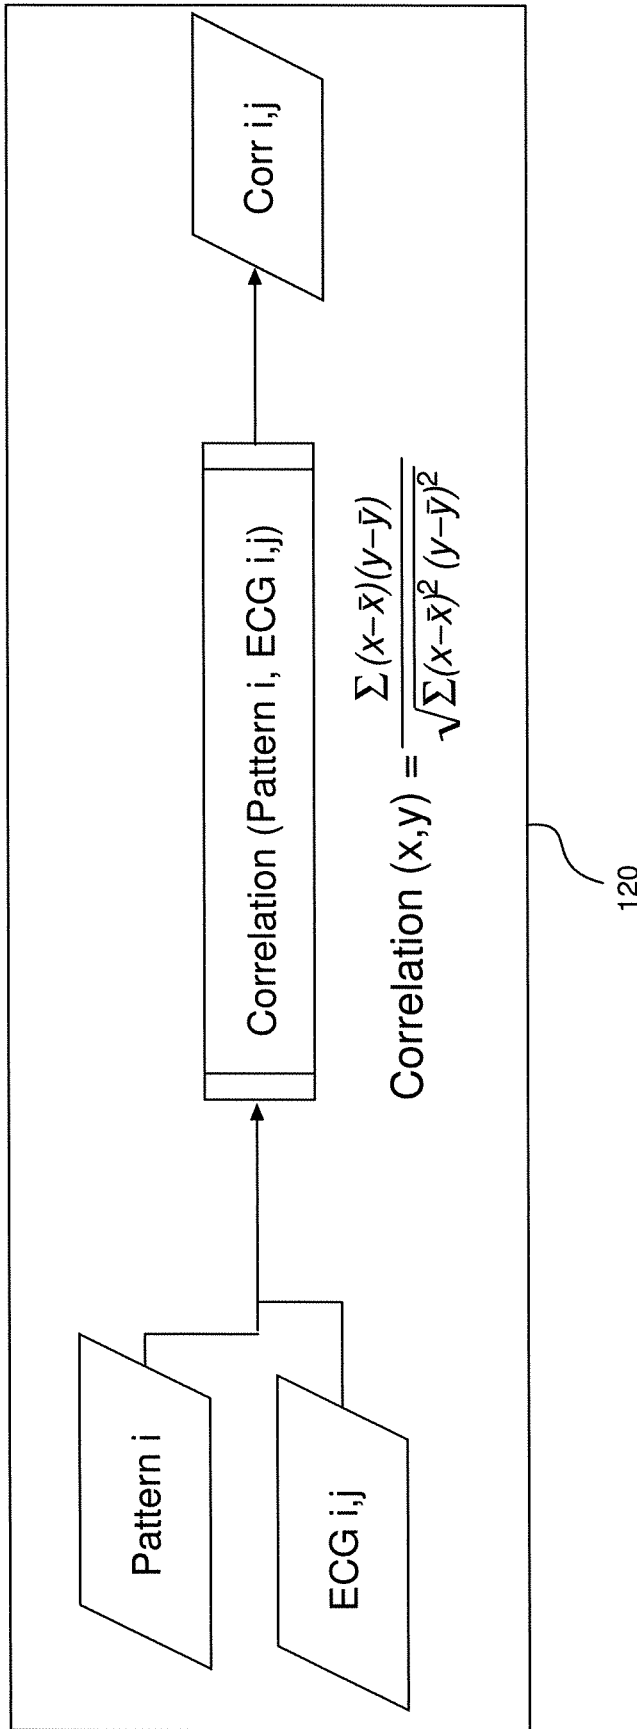 Pattern i
ECG i,j
Correlation (Pattern i, ECG i,j)
Corr i,j
Correlation (x,y) = Σ(x−x̄)(y−ȳ) / √Σ(x−x̄)² (y−ȳ)²
120